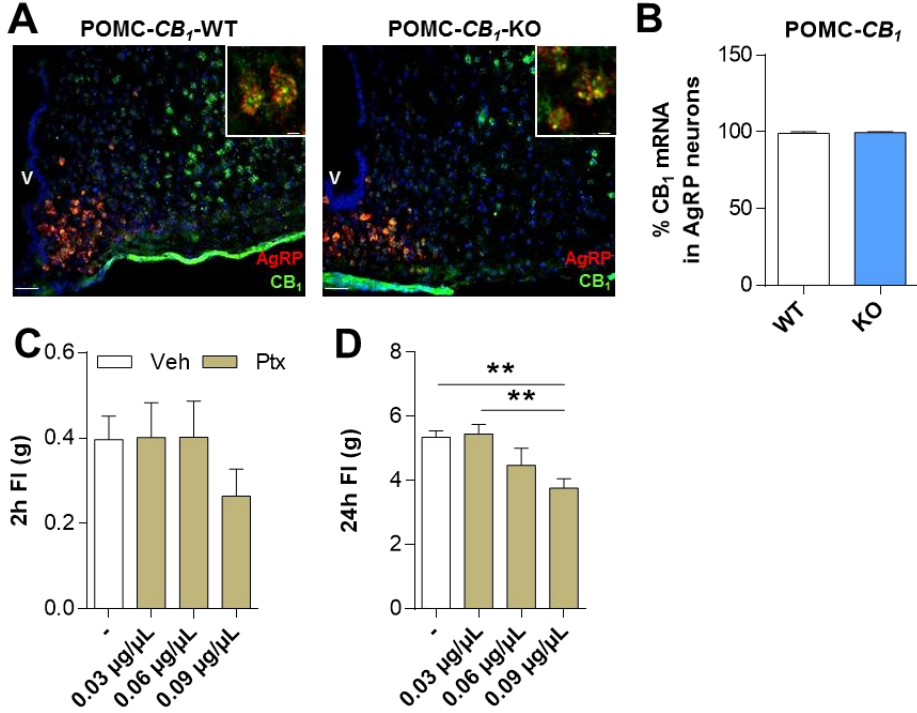 A
POMC-CB₁-WT
POMC-CB₁-KO
V
AgRP
CB₁
V
AgRP
CB₁
B
POMC-CB₁
% CB₁ mRNA
in AgRP neurons
150
100
50
0
WT
KO
C
Veh
Ptx
2h FI (g)
0.6
0.4
0.2
0.0
-
0.03 µg/µL
0.06 µg/µL
0.09 µg/µL
D
24h FI (g)
8
6
4
2
0
**
**
-
0.03 µg/µL
0.06 µg/µL
0.09 µg/µL